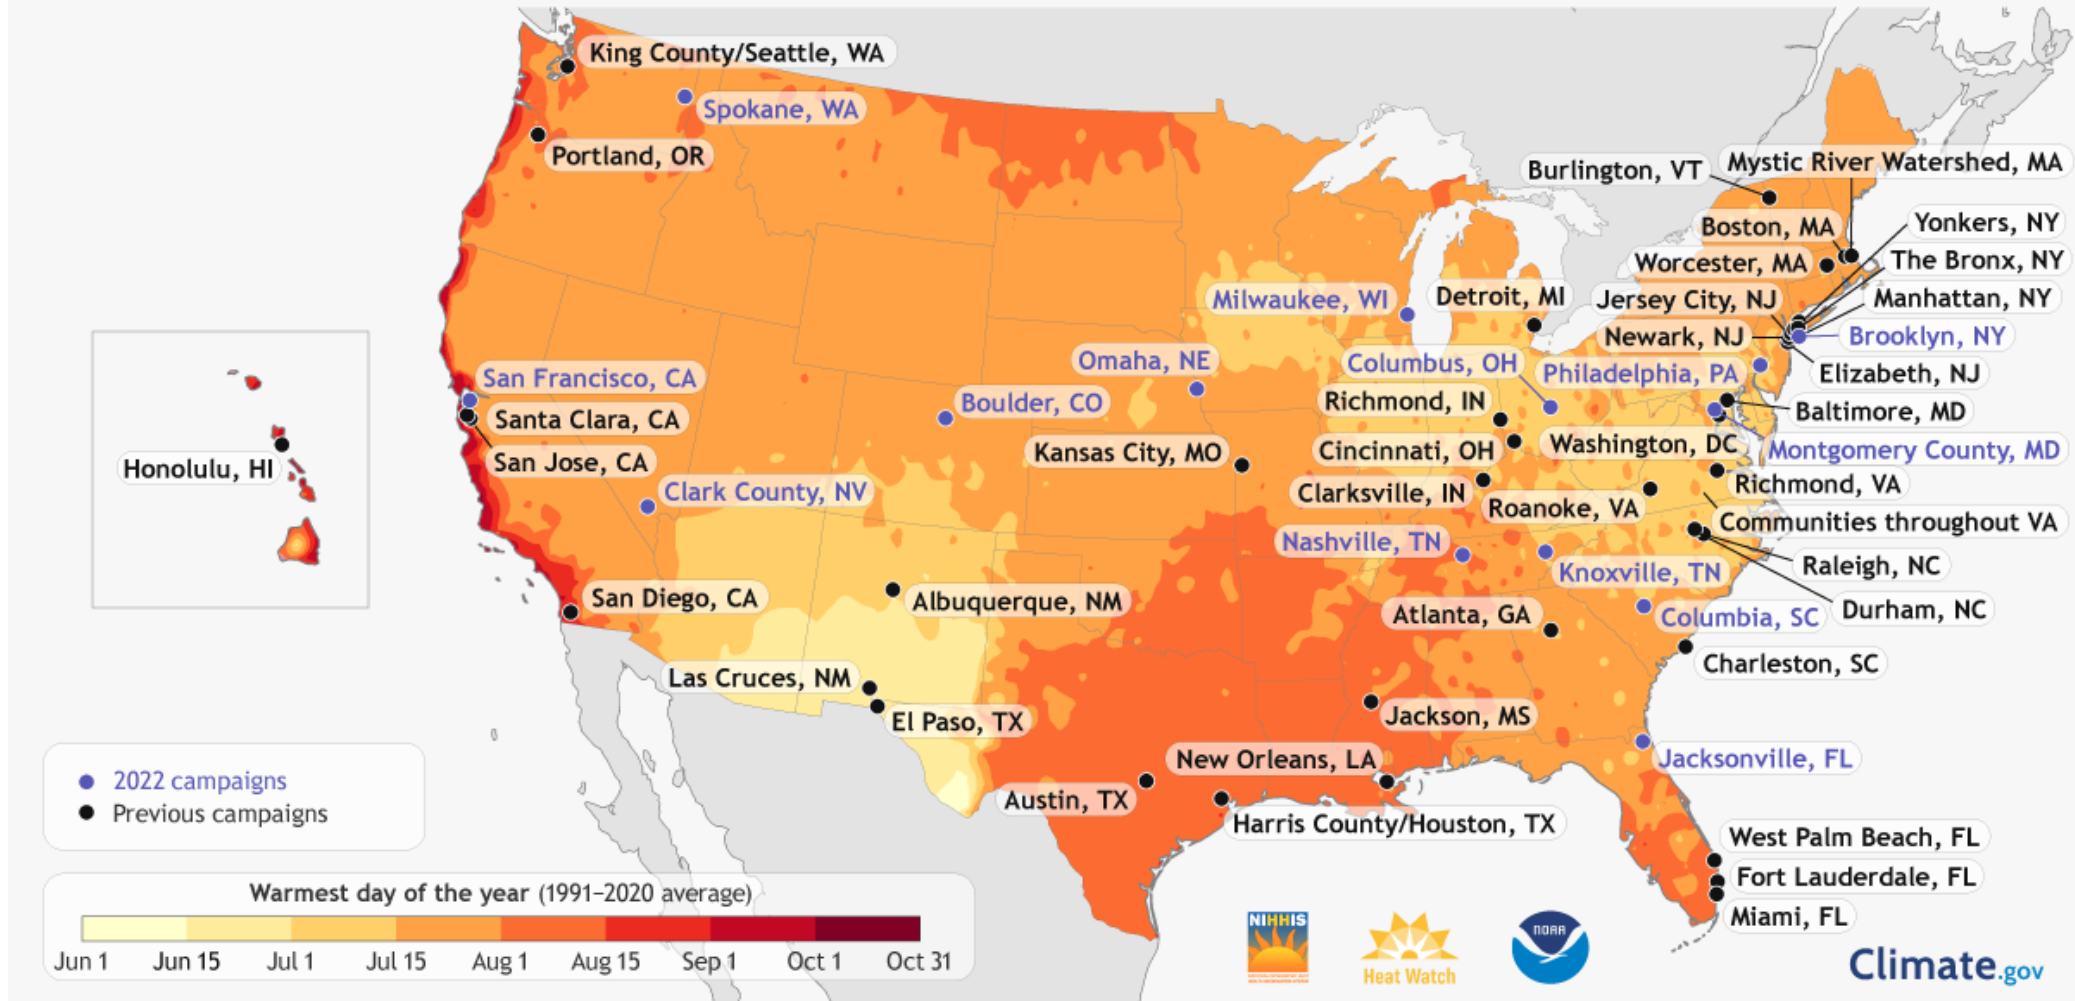 King County/Seattle, WA
Spokane, WA
Portland, OR
Burlington, VT
Mystic River Watershed, MA
Boston, MA
Yonkers, NY
Worcester, MA
The Bronx, NY
Milwaukee, WI
Detroit, MI
Jersey City, NJ
Manhattan, NY
Newark, NJ
Brooklyn, NY
Omaha, NE
Columbus, OH
Philadelphia, PA
Elizabeth, NJ
San Francisco, CA
Boulder, CO
Richmond, IN
Baltimore, MD
Santa Clara, CA
Kansas City, MO
Cincinnati, OH
Washington, DC
Montgomery County, MD
San Jose, CA
Honolulu, HI
Clark County, NV
Clarksville, IN
Roanoke, VA
Richmond, VA
Communities throughout VA
Nashville, TN
Knoxville, TN
Raleigh, NC
San Diego, CA
Albuquerque, NM
Atlanta, GA
Columbia, SC
Durham, NC
Las Cruces, NM
Charleston, SC
El Paso, TX
Jackson, MS
New Orleans, LA
Jacksonville, FL
Austin, TX
Harris County/Houston, TX
West Palm Beach, FL
Fort Lauderdale, FL
Miami, FL
2022 campaigns
Previous campaigns
Warmest day of the year (1991–2020 average)
Jun 1 Jun 15 Jul 1 Jul 15 Aug 1 Aug 15 Sep 1 Oct 1 Oct 31
NIHHIS
Heat Watch
NOAA
Climate.gov